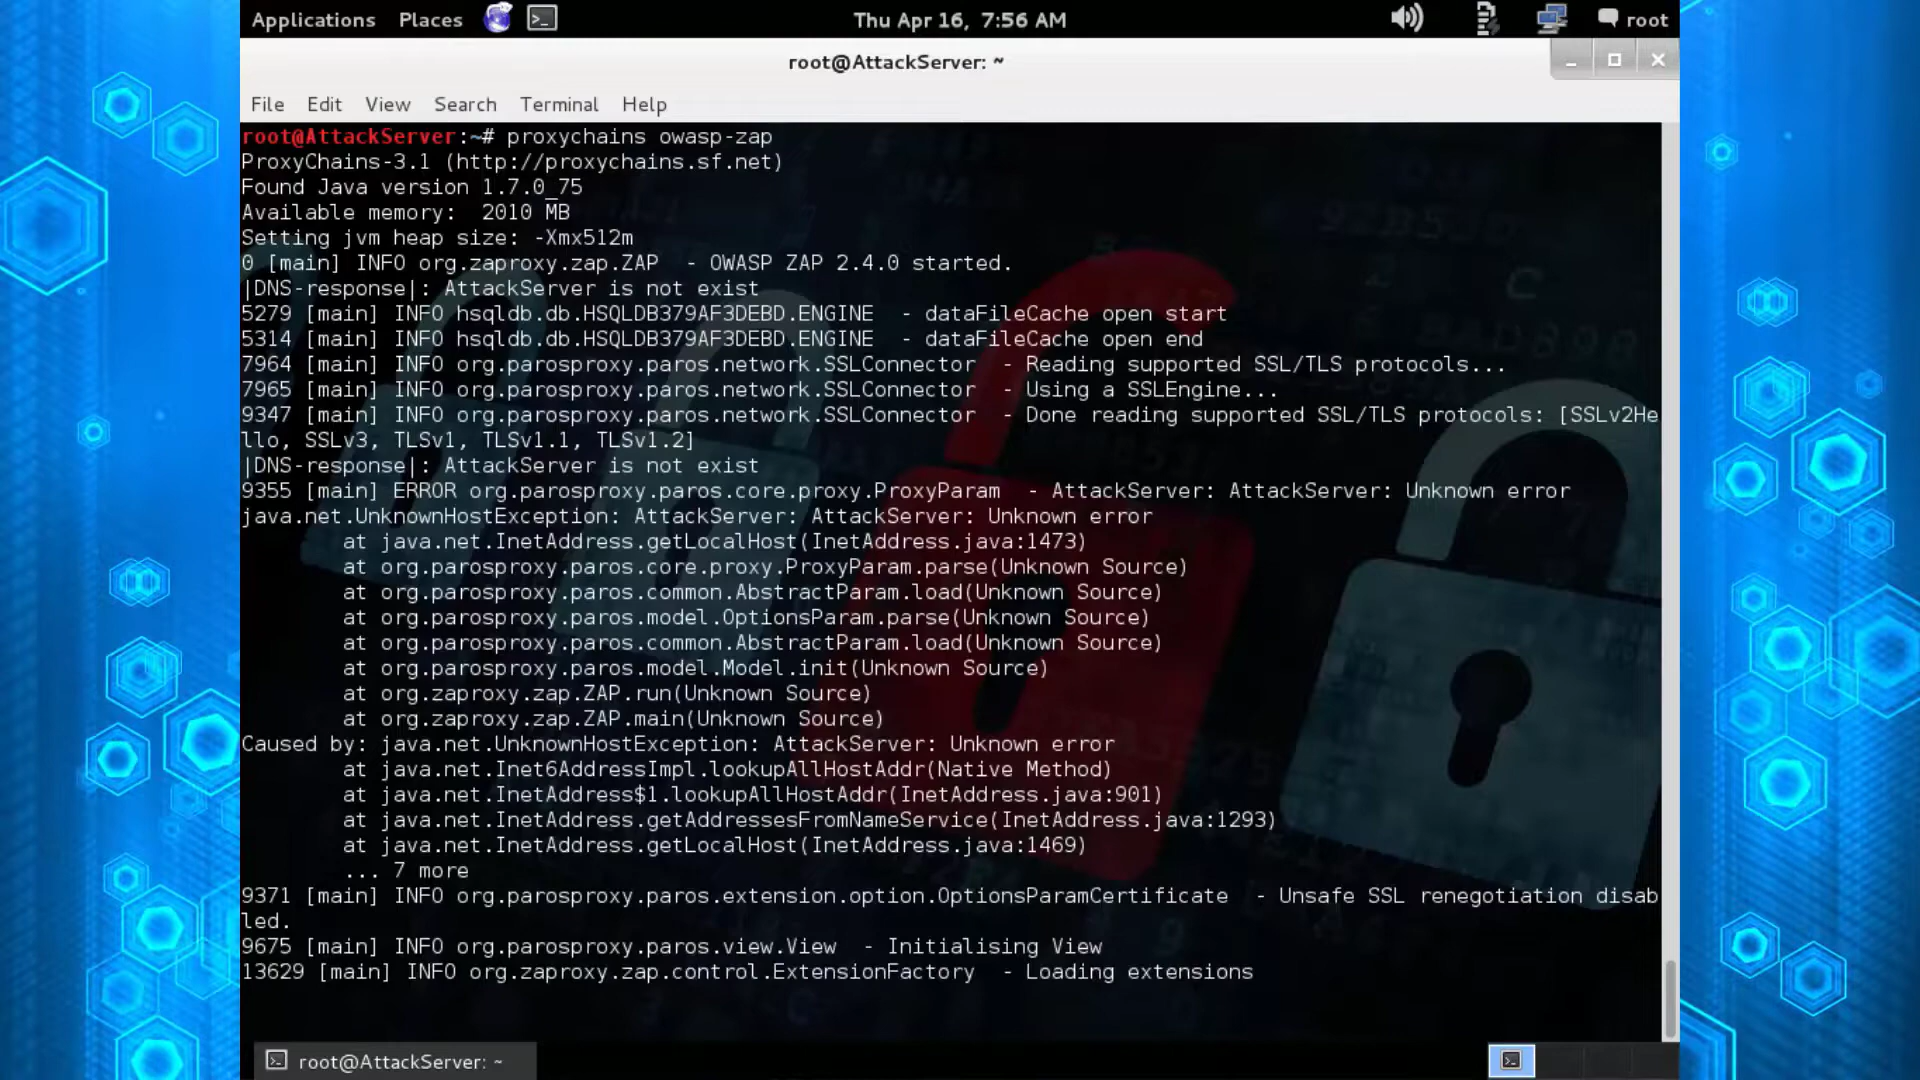 Applications Places Thu Apr 16, 7:56 AM root
root@AttackServer: ~
File Edit View Search Terminal Help
root@AttackServer:~# proxychains owasp-zap
ProxyChains-3.1 (http://proxychains.sf.net)
Found Java version 1.7.0_75
Available memory:  2010 MB
Setting jvm heap size: -Xmx512m
0 [main] INFO org.zaproxy.zap.ZAP  - OWASP ZAP 2.4.0 started.
|DNS-response|: AttackServer is not exist
5279 [main] INFO hsqldb.db.HSQLDB379AF3DEBD.ENGINE  - dataFileCache open start
5314 [main] INFO hsqldb.db.HSQLDB379AF3DEBD.ENGINE  - dataFileCache open end
7964 [main] INFO org.parosproxy.paros.network.SSLConnector  - Reading supported SSL/TLS protocols...
7965 [main] INFO org.parosproxy.paros.network.SSLConnector  - Using a SSLEngine...
9347 [main] INFO org.parosproxy.paros.network.SSLConnector  - Done reading supported SSL/TLS protocols: [SSLv2He
llo, SSLv3, TLSv1, TLSv1.1, TLSv1.2]
|DNS-response|: AttackServer is not exist
9355 [main] ERROR org.parosproxy.paros.core.proxy.ProxyParam  - AttackServer: AttackServer: Unknown error
java.net.UnknownHostException: AttackServer: AttackServer: Unknown error
at java.net.InetAddress.getLocalHost(InetAddress.java:1473)
at org.parosproxy.paros.core.proxy.ProxyParam.parse(Unknown Source)
at org.parosproxy.paros.common.AbstractParam.load(Unknown Source)
at org.parosproxy.paros.model.OptionsParam.parse(Unknown Source)
at org.parosproxy.paros.common.AbstractParam.load(Unknown Source)
at org.parosproxy.paros.model.Model.init(Unknown Source)
at org.zaproxy.zap.ZAP.run(Unknown Source)
at org.zaproxy.zap.ZAP.main(Unknown Source)
Caused by: java.net.UnknownHostException: AttackServer: Unknown error
at java.net.Inet6AddressImpl.lookupAllHostAddr(Native Method)
at java.net.InetAddress$1.lookupAllHostAddr(InetAddress.java:901)
at java.net.InetAddress.getAddressesFromNameService(InetAddress.java:1293)
at java.net.InetAddress.getLocalHost(InetAddress.java:1469)
... 7 more
9371 [main] INFO org.parosproxy.paros.extension.option.OptionsParamCertificate  - Unsafe SSL renegotiation disab
led.
9675 [main] INFO org.parosproxy.paros.view.View  - Initialising View
13629 [main] INFO org.zaproxy.zap.control.ExtensionFactory  - Loading extensions
root@AttackServer: ~